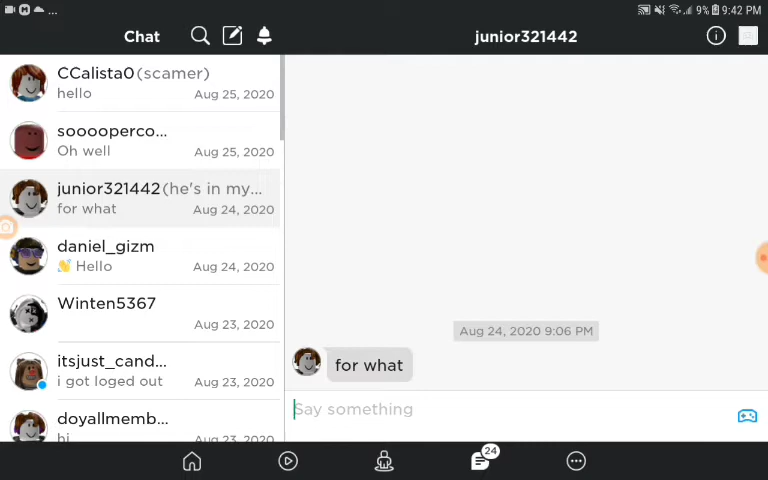 ... 9% 9:42 PM
Chat
junior321442
CCalista0(scamer)
hello Aug 25, 2020
sooooperco...
Oh well Aug 25, 2020
junior321442(he's in my...
for what Aug 24, 2020
daniel_gizm
👋 Hello Aug 24, 2020
Winten5367
Aug 23, 2020
itsjust_cand...
i got loged out Aug 23, 2020
doyallmemb...
hi Aug 23, 2020
Aug 24, 2020 9:06 PM
for what
Say something
24